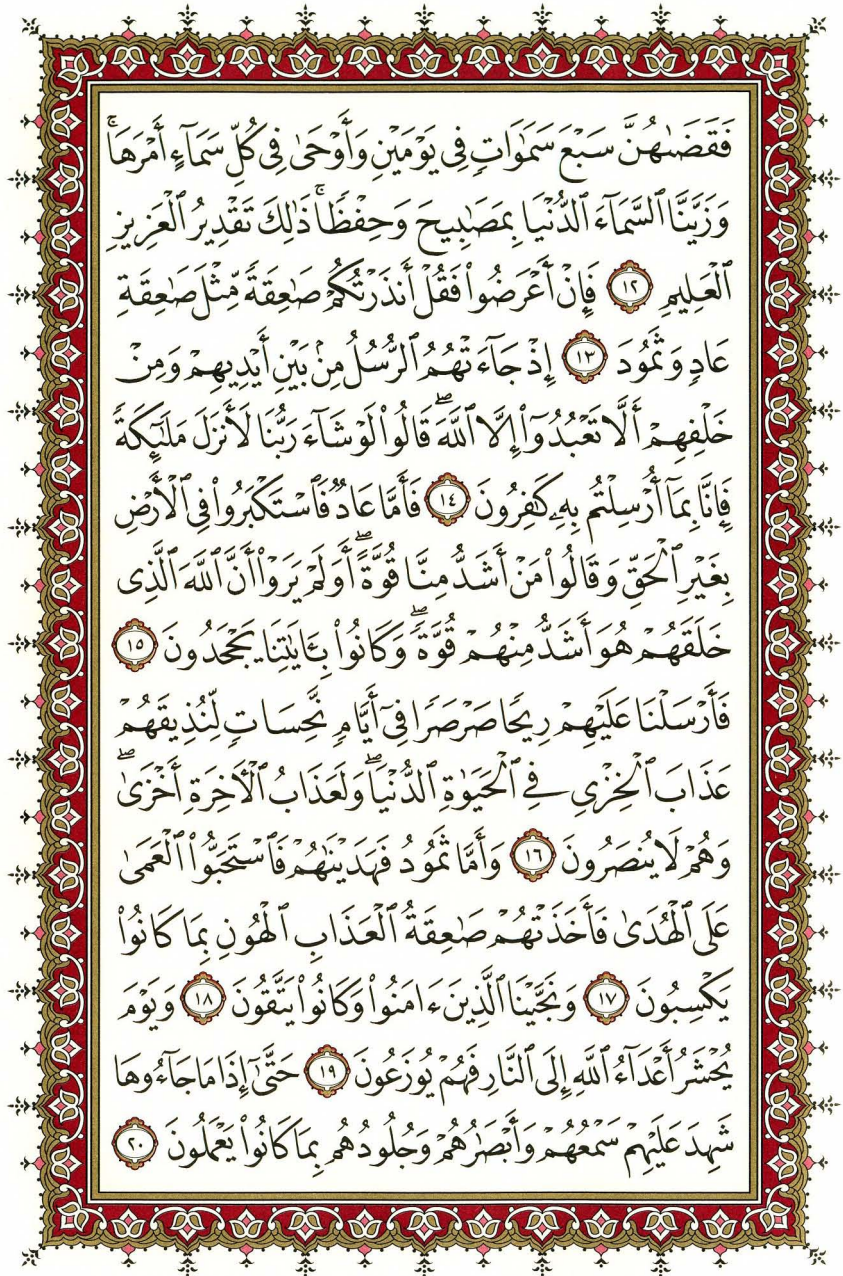 فَقَضَىٰهُنَّ سَبۡعَ سَمَٰوَاتٖ فِي يَوۡمَيۡنِ وَأَوۡحَىٰ فِي كُلِّ سَمَآءٍ أَمۡرَهَاۚ
وَزَيَّنَّا ٱلسَّمَآءَ ٱلدُّنۡيَا بِمَصَٰبِيحَ وَحِفۡظٗاۚ ذَٰلِكَ تَقۡدِيرُ ٱلۡعَزِيزِ
ٱلۡعَلِيمِ ١٢ فَإِنۡ أَعۡرَضُواْ فَقُلۡ أَنذَرۡتُكُمۡ صَٰعِقَةٗ مِّثۡلَ صَٰعِقَةِ
عَادٖ وَثَمُودَ ١٣ إِذۡ جَآءَتۡهُمُ ٱلرُّسُلُ مِنۢ بَيۡنِ أَيۡدِيهِمۡ وَمِنۡ
خَلۡفِهِمۡ أَلَّا تَعۡبُدُوٓاْ إِلَّا ٱللَّهَۖ قَالُواْ لَوۡ شَآءَ رَبُّنَا لَأَنزَلَ مَلَٰٓئِكَةٗ
فَإِنَّا بِمَآ أُرۡسِلۡتُم بِهِۦ كَٰفِرُونَ ١٤ فَأَمَّا عَادٞ فَٱسۡتَكۡبَرُواْ فِي ٱلۡأَرۡضِ
بِغَيۡرِ ٱلۡحَقِّ وَقَالُواْ مَنۡ أَشَدُّ مِنَّا قُوَّةًۖ أَوَلَمۡ يَرَوۡاْ أَنَّ ٱللَّهَ ٱلَّذِي
خَلَقَهُمۡ هُوَ أَشَدُّ مِنۡهُمۡ قُوَّةٗۖ وَكَانُواْ بِـَٔايَٰتِنَا يَجۡحَدُونَ ١٥
فَأَرۡسَلۡنَا عَلَيۡهِمۡ رِيحٗا صَرۡصَرٗا فِيٓ أَيَّامٖ نَّحِسَاتٖ لِّنُذِيقَهُمۡ
عَذَابَ ٱلۡخِزۡيِ فِي ٱلۡحَيَوٰةِ ٱلدُّنۡيَاۖ وَلَعَذَابُ ٱلۡأٓخِرَةِ أَخۡزَىٰۖ
وَهُمۡ لَا يُنصَرُونَ ١٦ وَأَمَّا ثَمُودُ فَهَدَيۡنَٰهُمۡ فَٱسۡتَحَبُّواْ ٱلۡعَمَىٰ
عَلَى ٱلۡهُدَىٰ فَأَخَذَتۡهُمۡ صَٰعِقَةُ ٱلۡعَذَابِ ٱلۡهُونِ بِمَا كَانُواْ
يَكۡسِبُونَ ١٧ وَنَجَّيۡنَا ٱلَّذِينَ ءَامَنُواْ وَكَانُواْ يَتَّقُونَ ١٨ وَيَوۡمَ
يُحۡشَرُ أَعۡدَآءُ ٱللَّهِ إِلَى ٱلنَّارِ فَهُمۡ يُوزَعُونَ ١٩ حَتَّىٰٓ إِذَا مَا جَآءُوهَا
شَهِدَ عَلَيۡهِمۡ سَمۡعُهُمۡ وَأَبۡصَٰرُهُمۡ وَجُلُودُهُم بِمَا كَانُواْ يَعۡمَلُونَ ٢٠